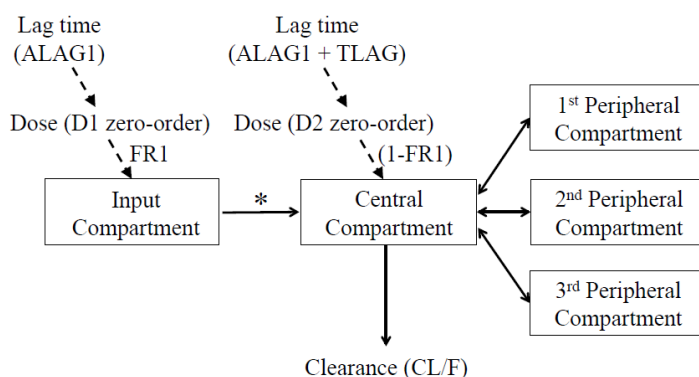 Lag time
(ALAG1)
Lag time
(ALAG1 + TLAG)
Dose (D1 zero-order)
FR1
Dose (D2 zero-order)
(1-FR1)
Input
Compartment
*
Central
Compartment
1st Peripheral
Compartment
2nd Peripheral
Compartment
3rd Peripheral
Compartment
Clearance (CL/F)